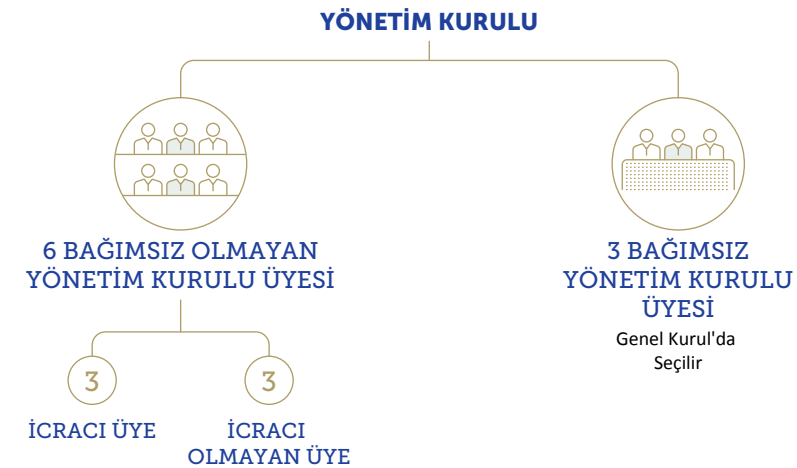 YÖNETİM KURULU
6 BAĞIMSIZ OLMAYAN
YÖNETİM KURULU ÜYESİ
3 BAĞIMSIZ
YÖNETİM KURULU
ÜYESİ
Genel Kurul'da
Seçilir
3
İCRACI ÜYE
3
İCRACI
OLMAYAN ÜYE